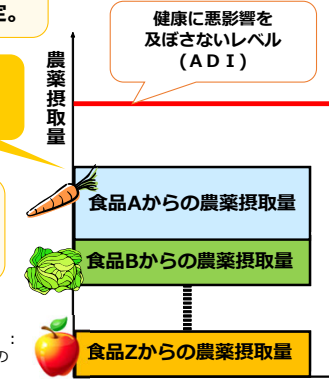 定。
健康に悪影響を
及ぼさないレベル
(ADI)
農薬摂取量
食品Aからの農薬摂取量
食品Bからの農薬摂取量
:
の
食品Zからの農薬摂取量